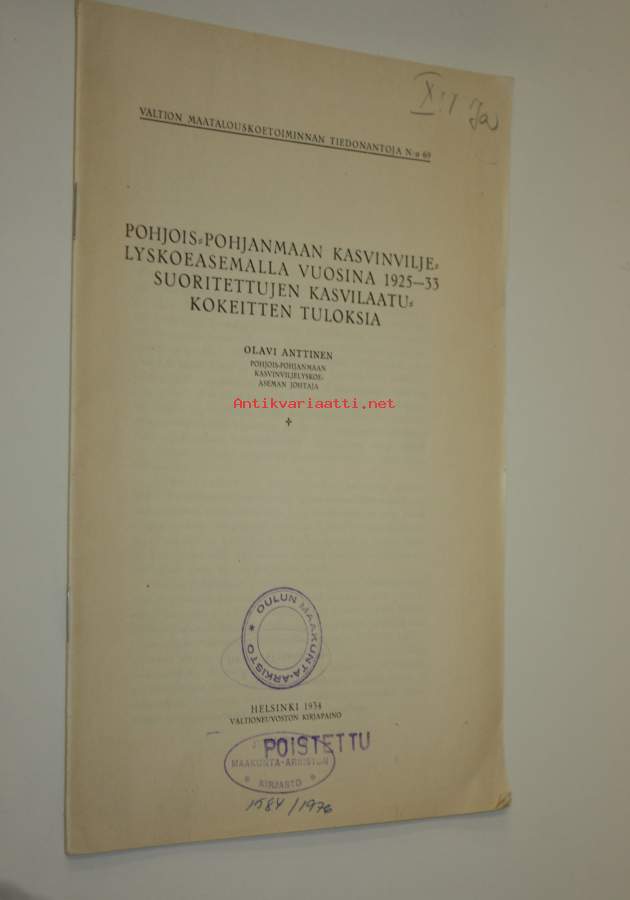 VALTION MAATALOUSKOETOIMINNAN TIEDONANTOJA N:o 69
POHJOIS-POHJANMAAN KASVINVILJE-
LYSKOEASEMALLA VUOSINA 1925—33
SUORITETTUJEN KASVILAATU-
KOKEITTEN TULOKSIA
OLAVI ANTTINEN
POHJOIS-POHJANMAAN
KASVINVILJELYSKOE-
ASEMAN JOHTAJA
Antikvariaatti.net
OULUN MAAKUNTA-ARKISTO
HELSINKI 1934
VALTIONEUVOSTON KIRJAPAINO
POISTETTU
MAAKUNTA-ARKISTON
KIRJASTO
1584/1976